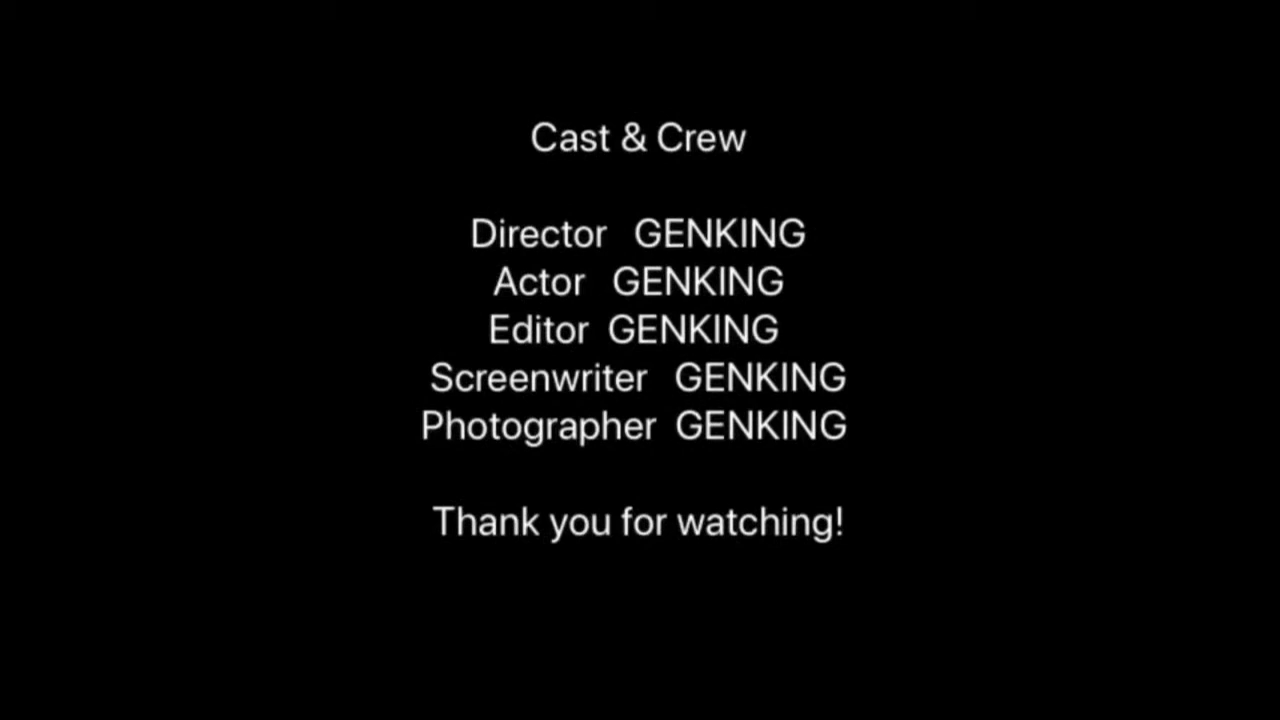 Cast & Crew
Director GENKING
Actor GENKING
Editor GENKING
Screenwriter GENKING
Photographer GENKING
Thank you for watching!